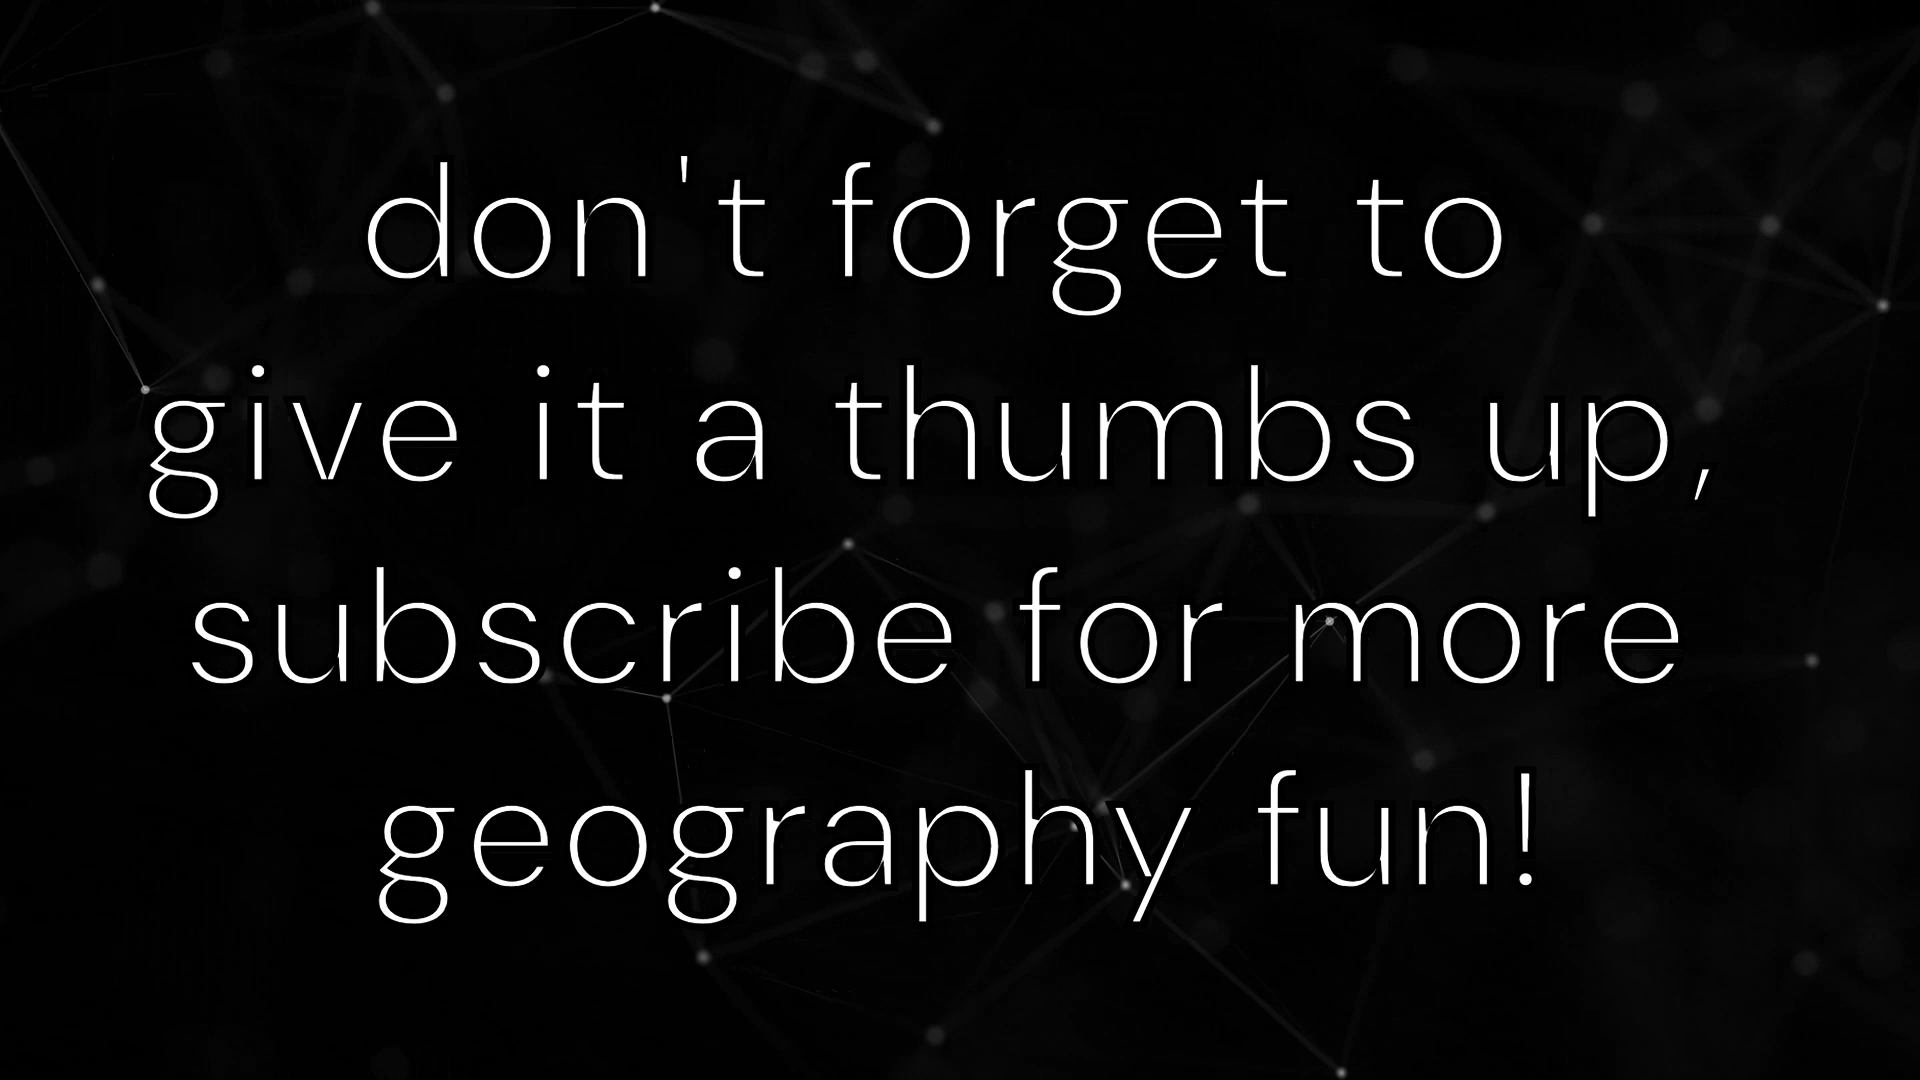 don't forget to
give it a thumbs up,
subscribe for more
geography fun!